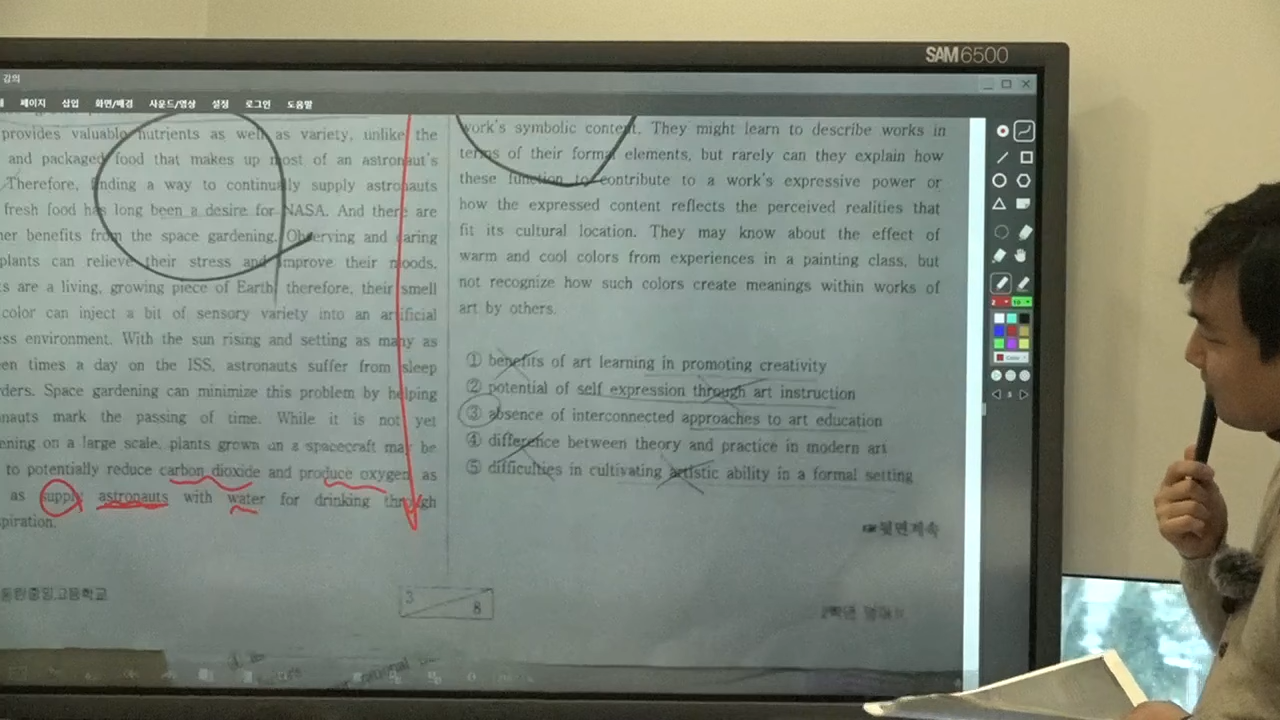 SAM6500
강의
페이지 삽입 화면/배경 사운드/영상 설정 로그인 도움말
provides valuable nutrients as well as variety, unlike the
and packaged food that makes up most of an astronaut's
Therefore, finding a way to continually supply astronauts
fresh food has long been a desire for NASA. And there are
benefits from the space gardening. Observing and caring
plants can relieve their stress and improve their moods.
are a living, growing piece of Earth therefore, their smell
color can inject a bit of sensory variety into an artificial
environment. With the sun rising and setting as many as
times a day on the ISS, astronauts suffer from sleep
Space gardening can minimize this problem by helping
mark the passing of time. While it is not yet
on a large scale, plants grown on a spacecraft may be
to potentially reduce carbon dioxide and produce oxygen as
as supply astronauts with water for drinking through
3
8
work's symbolic content. They might learn to describe works in
terms of their formal elements, but rarely can they explain how
these function to contribute to a work's expressive power or
how the expressed content reflects the perceived realities that
fit its cultural location. They may know about the effect of
warm and cool colors from experiences in a painting class, but
not recognize how such colors create meanings within works of
art by others.
① benefits of art learning in promoting creativity
② potential of self expression through art instruction
③ absence of interconnected approaches to art education
④ difference between theory and practice in modern art
⑤ difficulties in cultivating artistic ability in a formal setting
☞뒷면계속